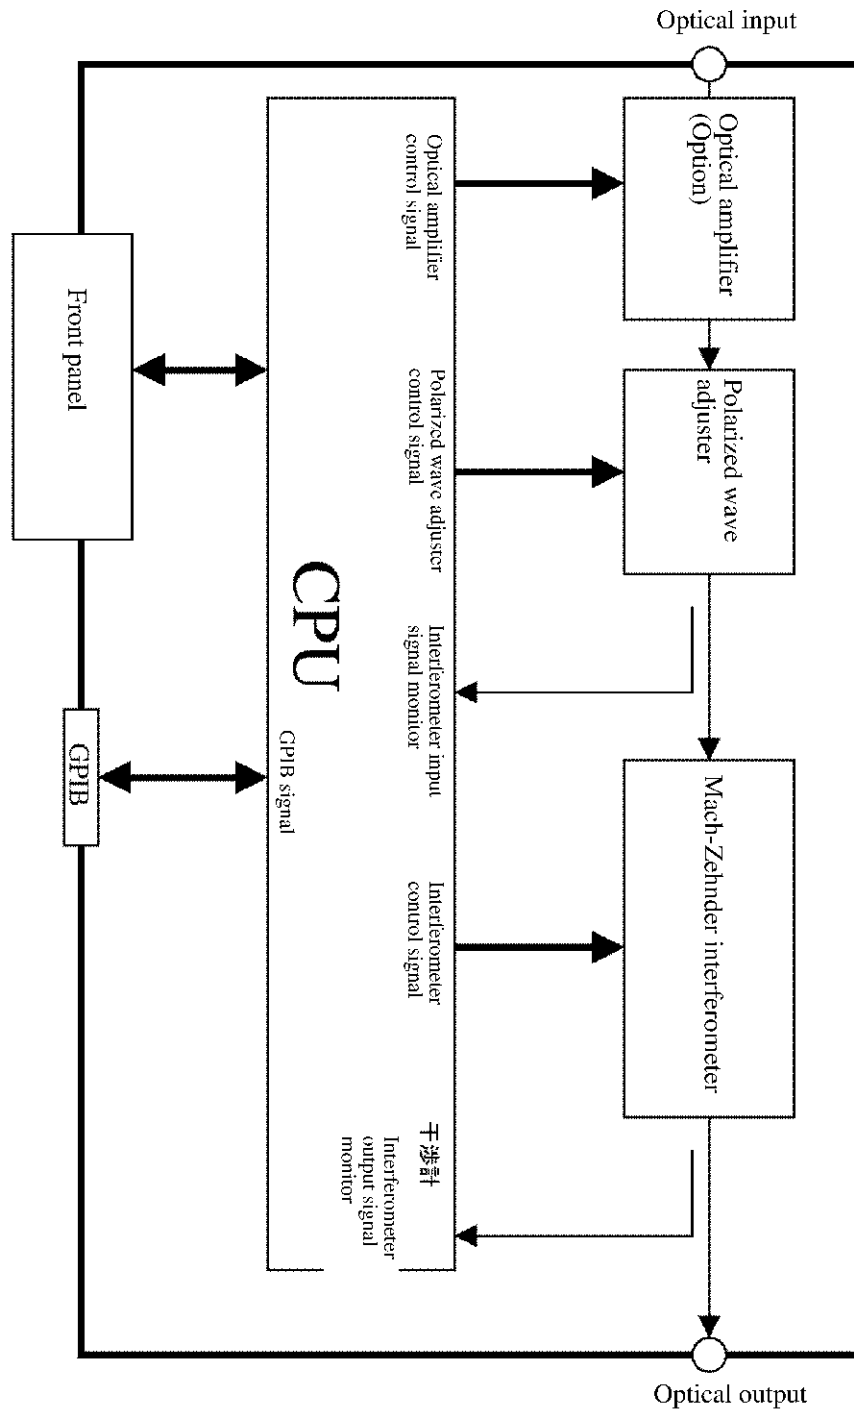 Optical input
Optical amplifier
(Option)
Polarized wave
adjuster
Mach-Zehnder interferometer
Optical amplifier
control signal
Polarized wave adjuster
control signal
Interferometer input
signal monitor
Interferometer
control signal
干渉計
Interferometer
output signal
monitor
CPU
GPIB signal
Front panel
GPIB
Optical output